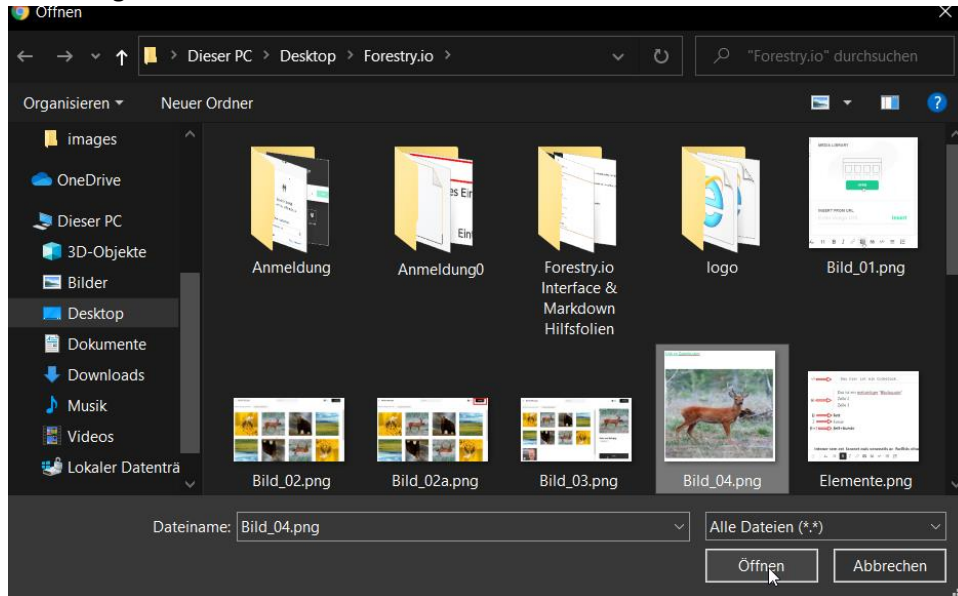 Öffnen
Dieser PC > Desktop > Forestry.io >
"Forestry.io" durchsuchen
Organisieren
Neuer Ordner
images
OneDrive
Dieser PC
3D-Objekte
Bilder
Desktop
Dokumente
Downloads
Musik
Videos
Lokaler Datenträ
Anmeldung
Anmeldung0
Forestry.io
Interface &
Markdown
Hilfsfolien
logo
Bild_01.png
Bild_02.png
Bild_02a.png
Bild_03.png
Bild_04.png
Elemente.png
Dateiname: Bild_04.png
Alle Dateien (*.*)
Öffnen
Abbrechen